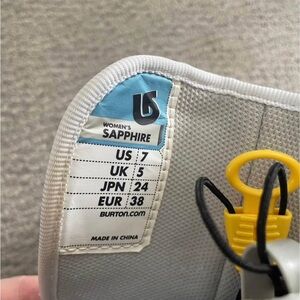 WOMEN'S
SAPPHIRE
US 7
UK 5
JPN 24
EUR 38
BURTON.COM
MADE IN CHINA